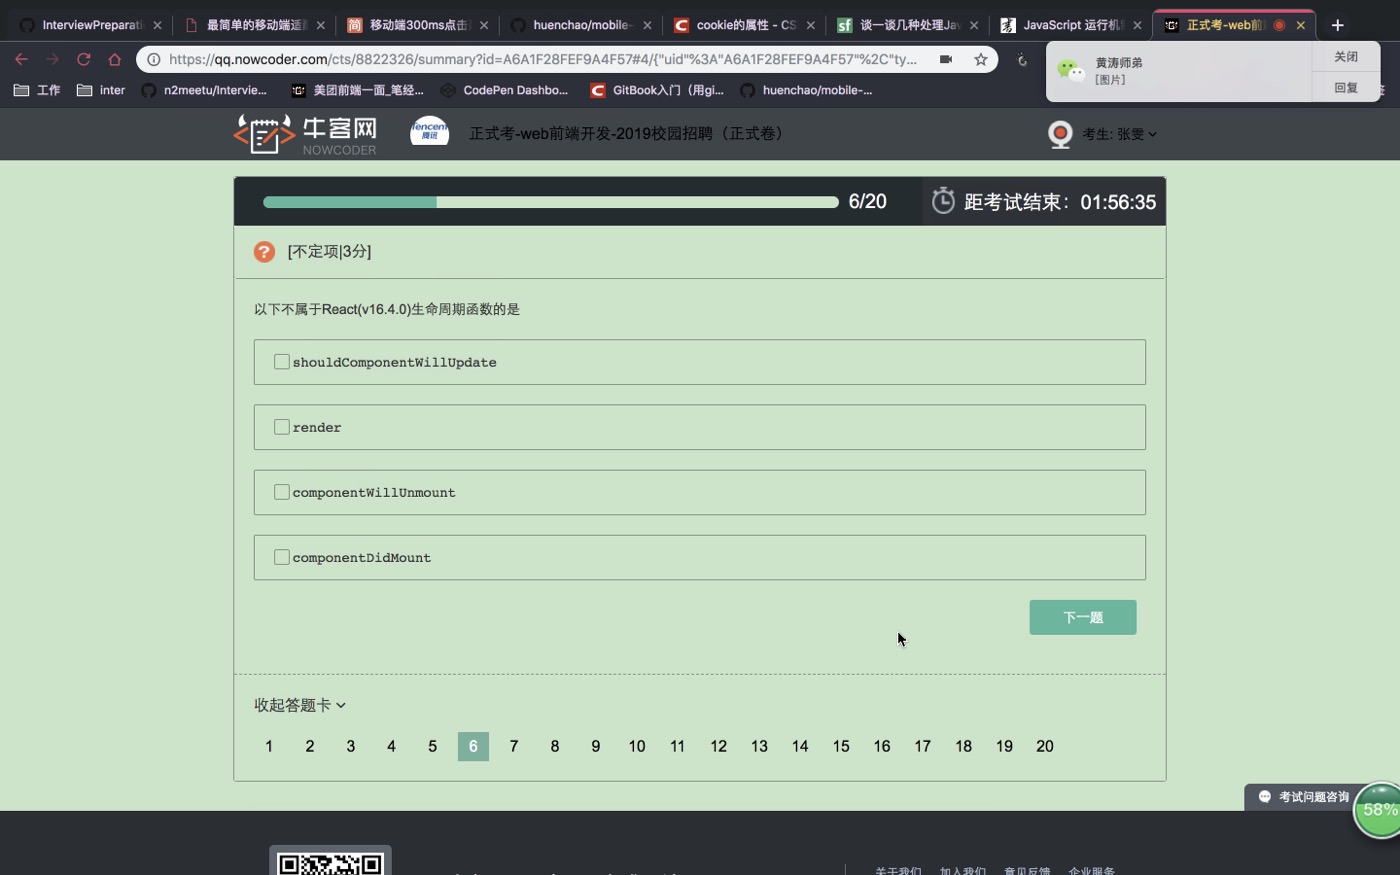 InterviewPreparati
最简单的移动端适
移动端300ms点击
huenchao/mobile-
cookie的属性 - CS
谈一谈几种处理Jav
JavaScript 运行机
正式考-web前
https://qq.nowcoder.com/cts/8822326/summary?id=A6A1F28FEF9A4F57#4/{"uid"%3A"A6A1F28FEF9A4F57"%2C"ty...
黄涛师弟
[图片]
关闭
回复
工作
inter
n2meetu/Intervie...
美团前端一面_笔经...
CodePen Dashbo...
GitBook入门（用gi...
huenchao/mobile-...
牛客网
NOWCODER
Tencent
腾讯
正式考-web前端开发-2019校园招聘（正式卷）
考生: 张雯
6/20
距考试结束：01:56:35
[不定项|3分]
以下不属于React(v16.4.0)生命周期函数的是
shouldComponentWillUpdate
render
componentWillUnmount
componentDidMount
下一题
收起答题卡
1 2 3 4 5 6 7 8 9 10 11 12 13 14 15 16 17 18 19 20
考试问题咨询
58%
关于我们 加入我们 意见反馈 企业服务